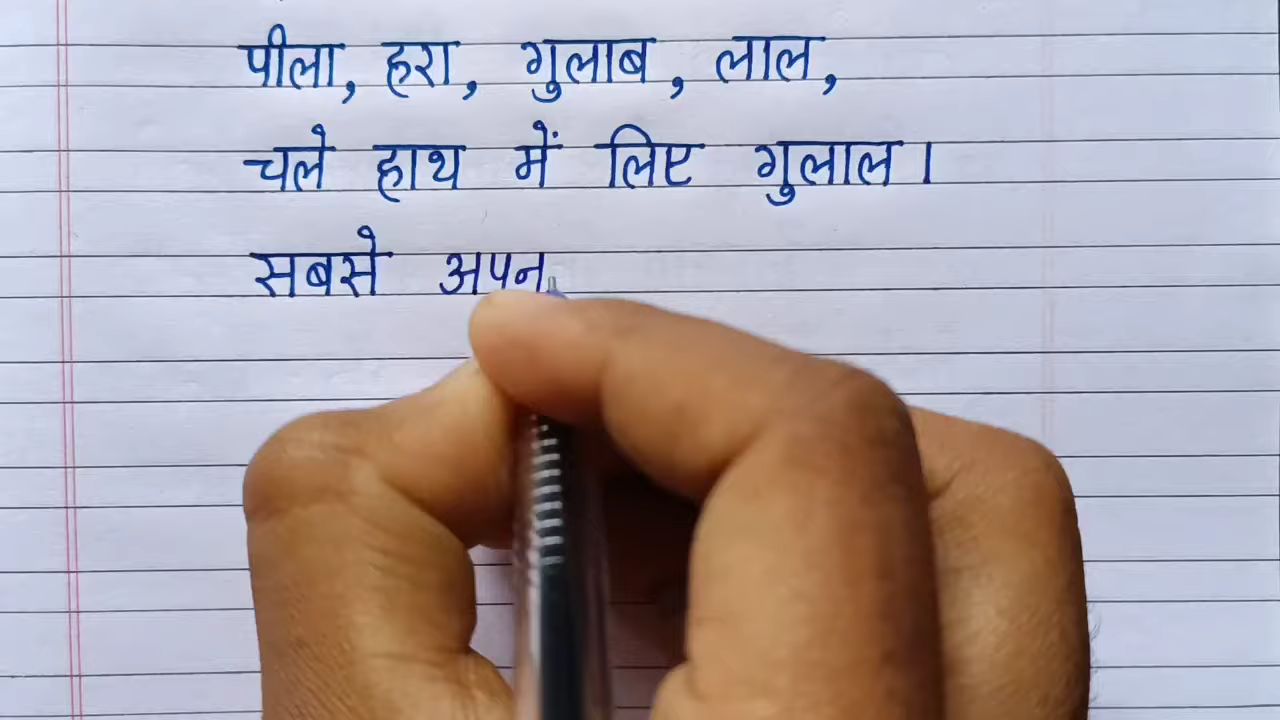 पीला, हरा, गुलाब, लाल,
चले हाथ में लिए गुलाल।
सबसे अपन